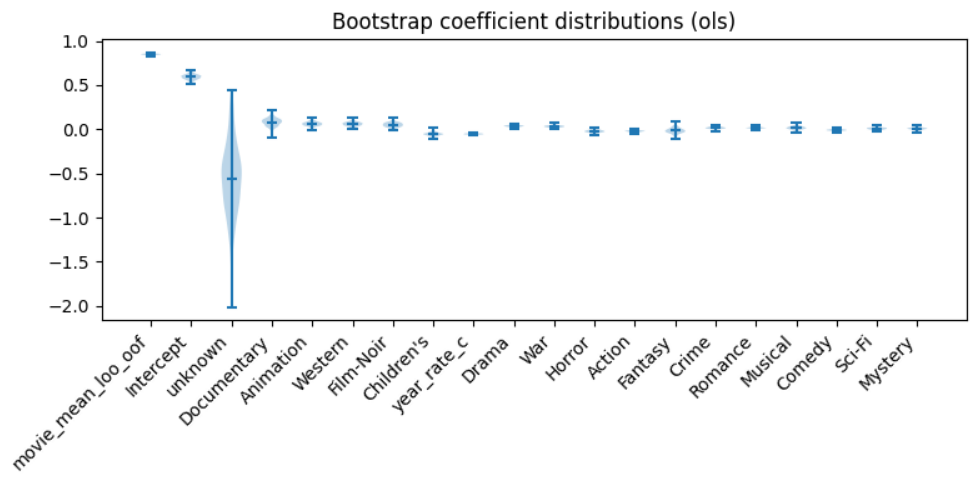 Bootstrap coefficient distributions (ols)
1.0
0.5
0.0
−0.5
−1.0
−1.5
−2.0
movie_mean_loo_oof
Intercept
unknown
Documentary
Animation
Western
Film-Noir
Children's
year_rate_c
Drama
War
Horror
Action
Fantasy
Crime
Romance
Musical
Comedy
Sci-Fi
Mystery